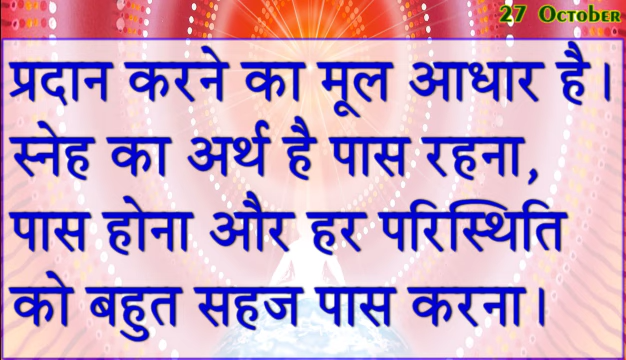 27 October
प्रदान करने का मूल आधार है।
स्नेह का अर्थ है पास रहना,
पास होना और हर परिस्थिति
को बहुत सहज पास करना।